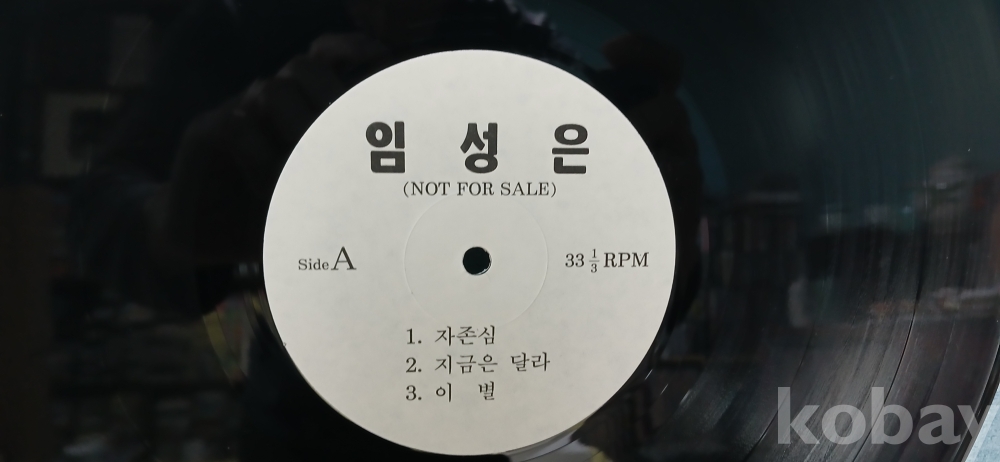 임 성 은
(NOT FOR SALE)
Side A
33 1/3 RPM
1. 자존심
2. 지금은 달라
3. 이 별
kobay